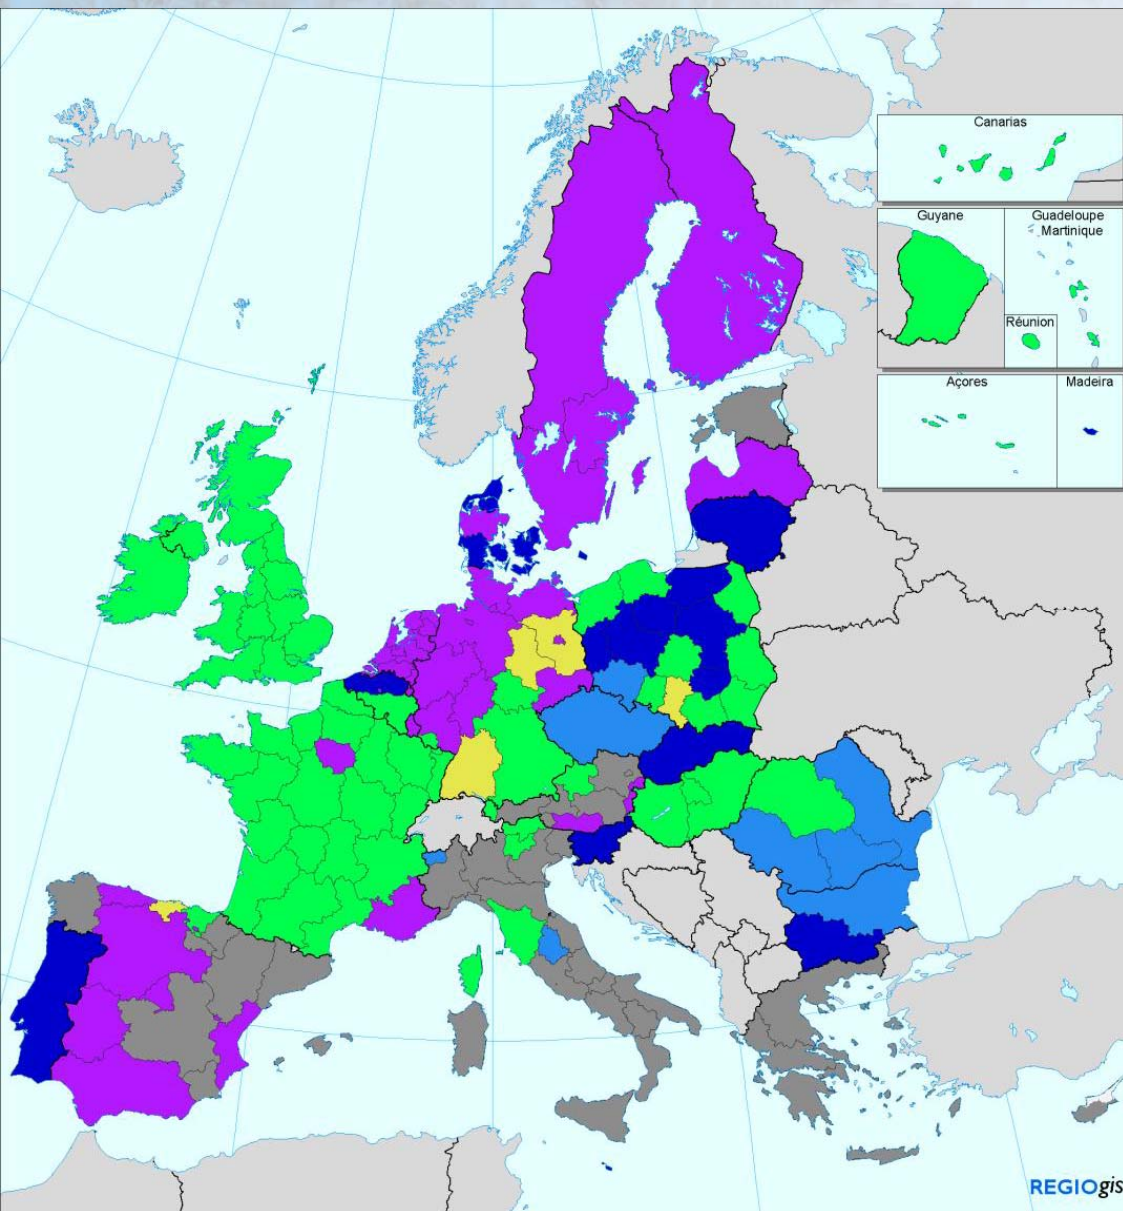 Canarias
Guyane
Guadeloupe
Martinique
Réunion
Açores
Madeira
REGIOgis